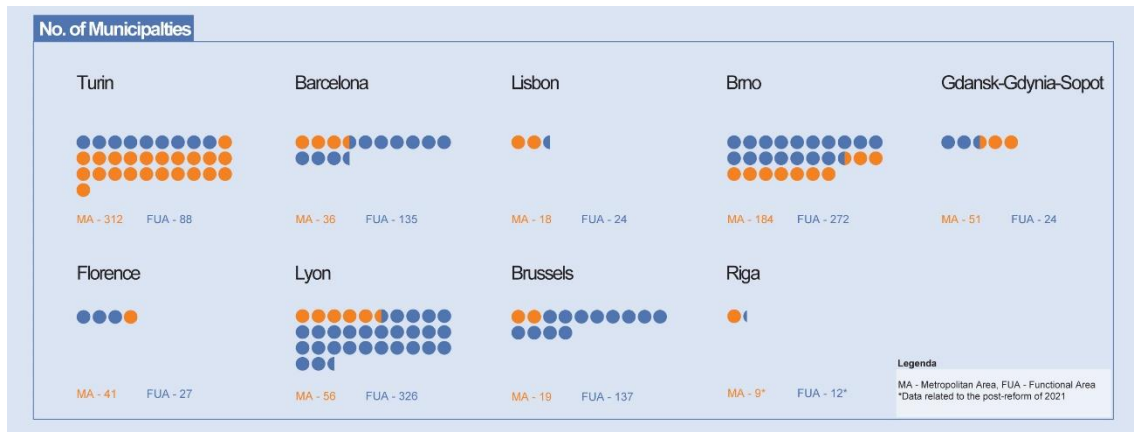 No. of Municipalties
Turin
Barcelona
Lisbon
Brno
Gdansk-Gdynia-Sopot
MA - 312 FUA - 88
MA - 36 FUA - 135
MA - 18 FUA - 24
MA - 184 FUA - 272
MA - 51 FUA - 24
Florence
Lyon
Brussels
Riga
MA - 41 FUA - 27
MA - 56 FUA - 326
MA - 19 FUA - 137
MA - 9* FUA - 12*
Legenda
MA - Metropolitan Area, FUA - Functional Area
*Data related to the post-reform of 2021